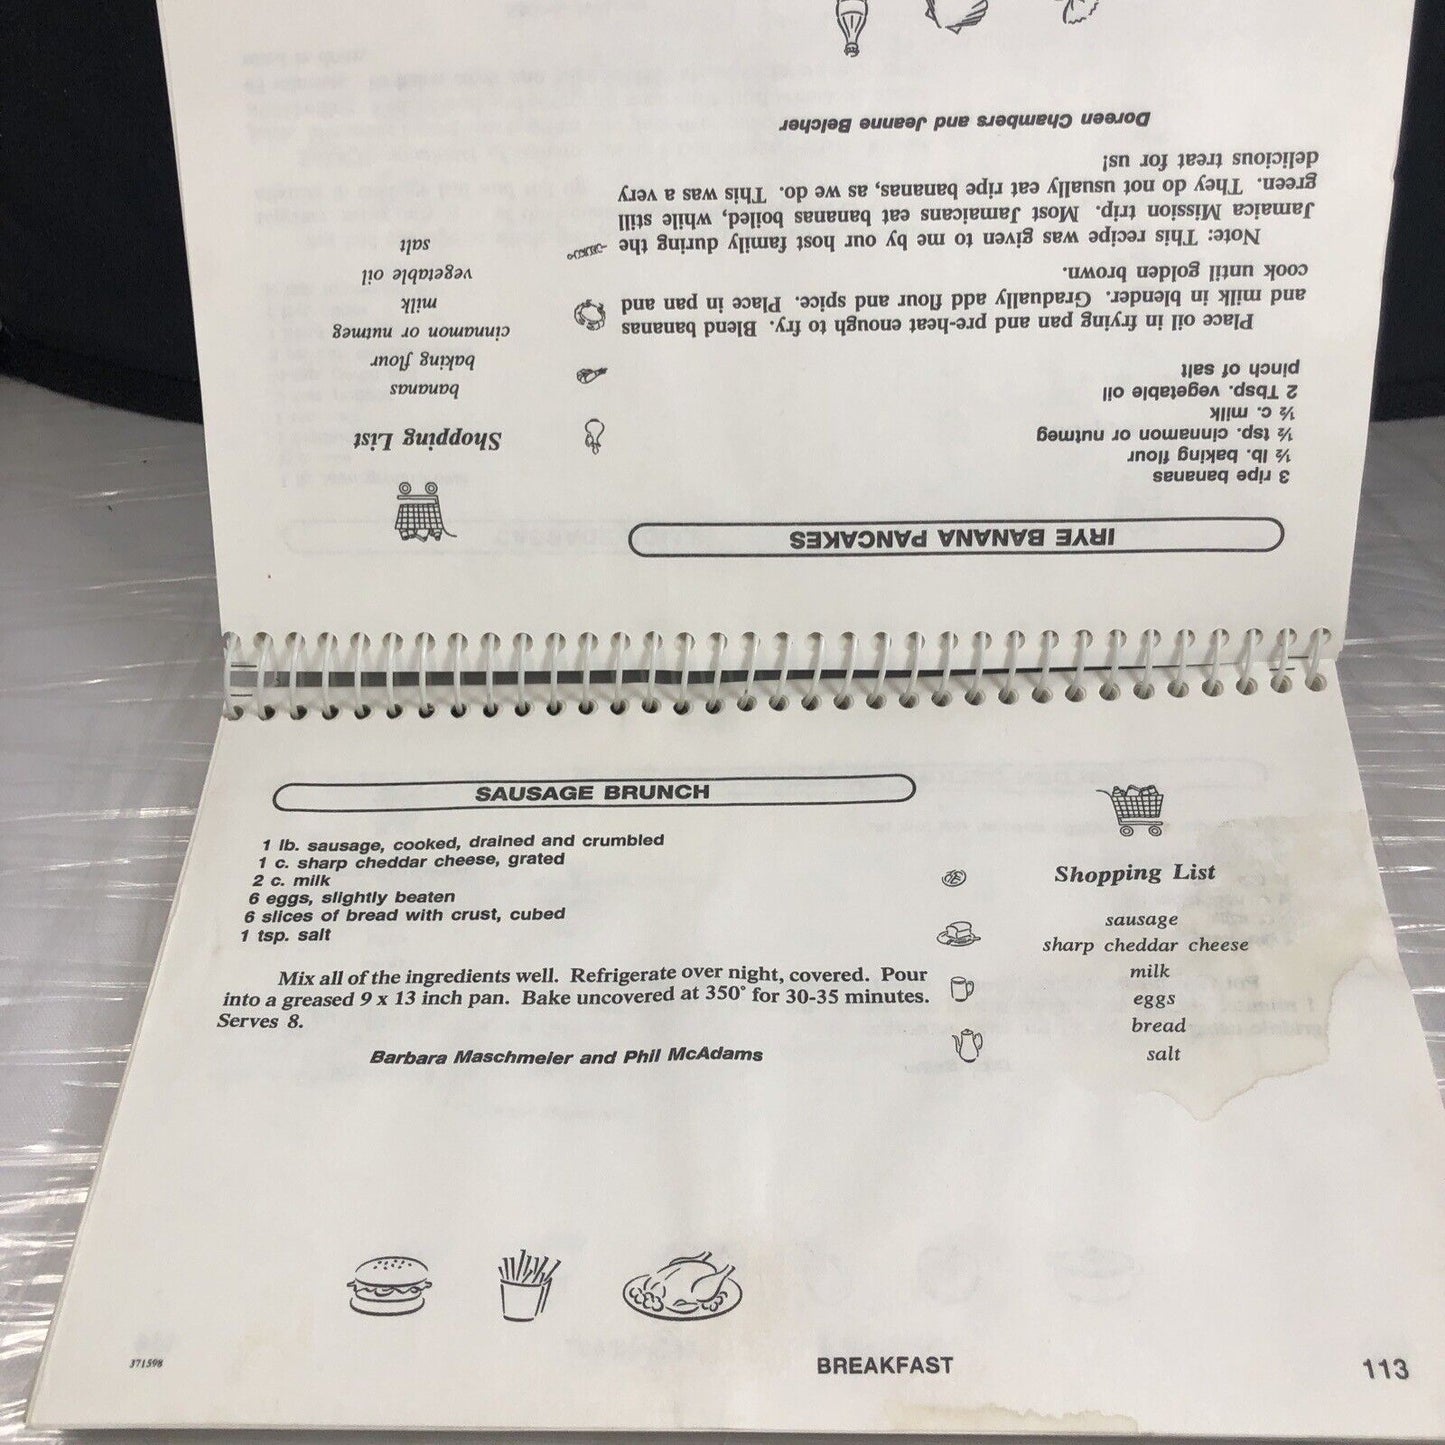 IRYE BANANA PANCAKES
3 ripe bananas
½ lb. baking flour
½ tsp. cinnamon or nutmeg
½ c. milk
2 Tbsp. vegetable oil
pinch of salt
Place oil in frying pan and pre-heat enough to fry. Blend bananas
and milk in blender. Gradually add flour and spice. Place in pan and
cook until golden brown.
Note: This recipe was given to me by our host family during the
Jamaica Mission trip. Most Jamaicans eat bananas boiled, while still
green. They do not usually eat ripe bananas, as we do. This was a very
delicious treat for us!
Doreen Chambers and Jeanne Belcher
Shopping List
bananas
baking flour
cinnamon or nutmeg
milk
vegetable oil
salt
SAUSAGE BRUNCH
1 lb. sausage, cooked, drained and crumbled
1 c. sharp cheddar cheese, grated
2 c. milk
6 eggs, slightly beaten
6 slices of bread with crust, cubed
1 tsp. salt
Mix all of the ingredients well. Refrigerate over night, covered. Pour
into a greased 9 x 13 inch pan. Bake uncovered at 350° for 30-35 minutes.
Serves 8.
Barbara Maschmeier and Phil McAdams
Shopping List
sausage
sharp cheddar cheese
milk
eggs
bread
salt
371598
BREAKFAST
113